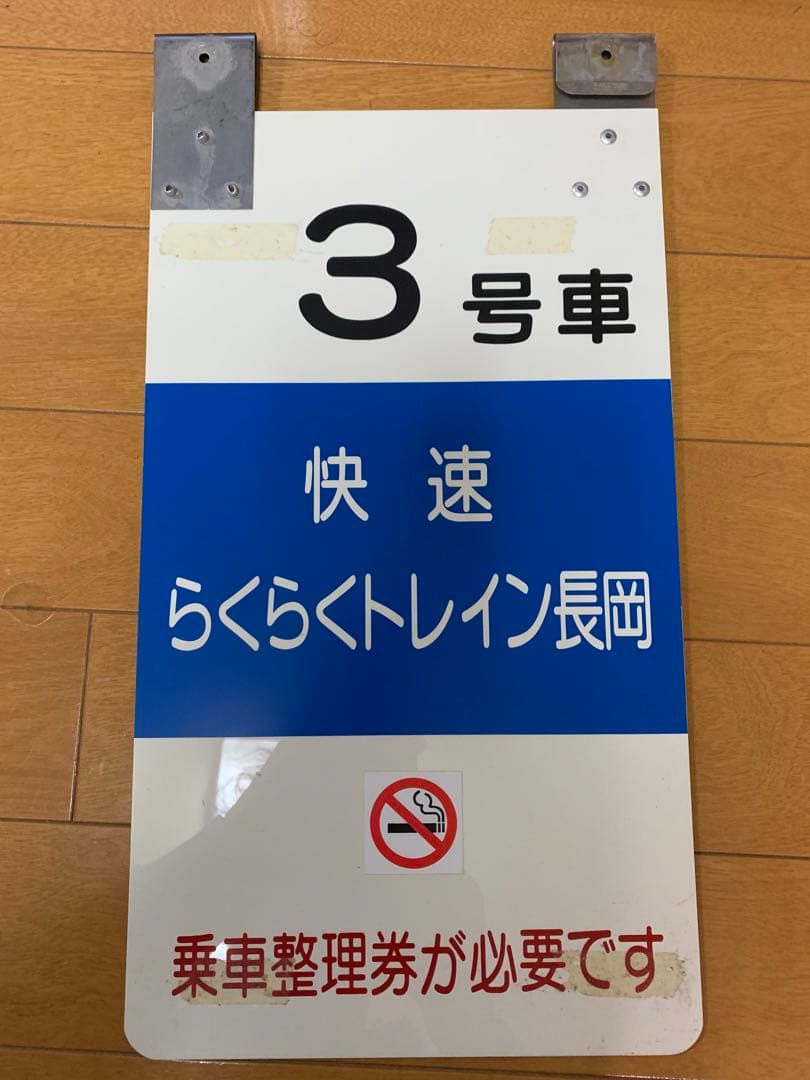 3号車
快速
らくらくトレイン長岡
乗車整理券が必要です